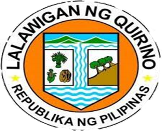 LALAWIGAN NG QUIRINO
REPUBLIKA NG PILIPINAS